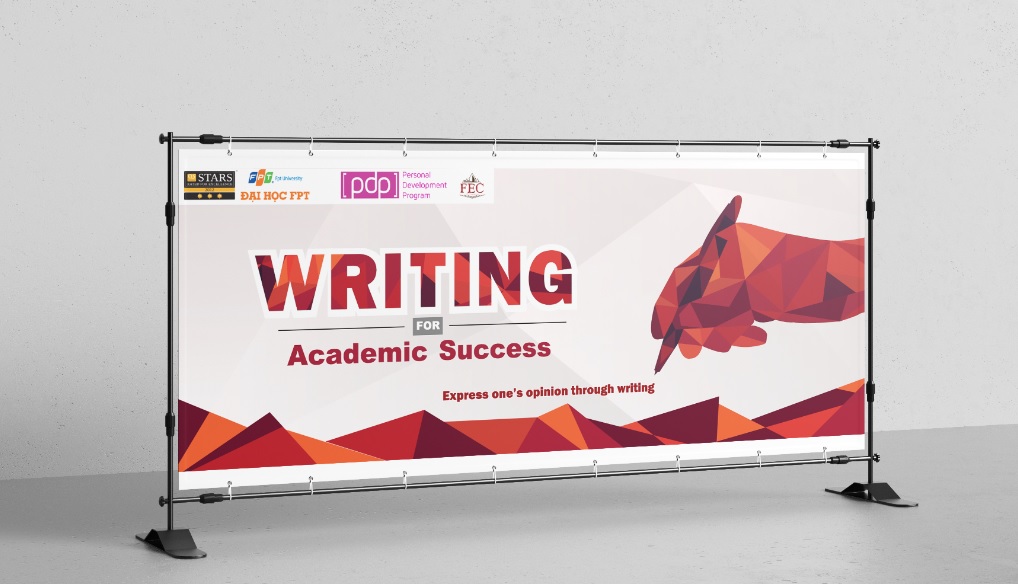 STARS
FPT. Fpt University
ĐẠI HỌC FPT
[pdp] Personal
Development
Program
FEC
WRITING
FOR
Academic Success
Express one's opinion through writing